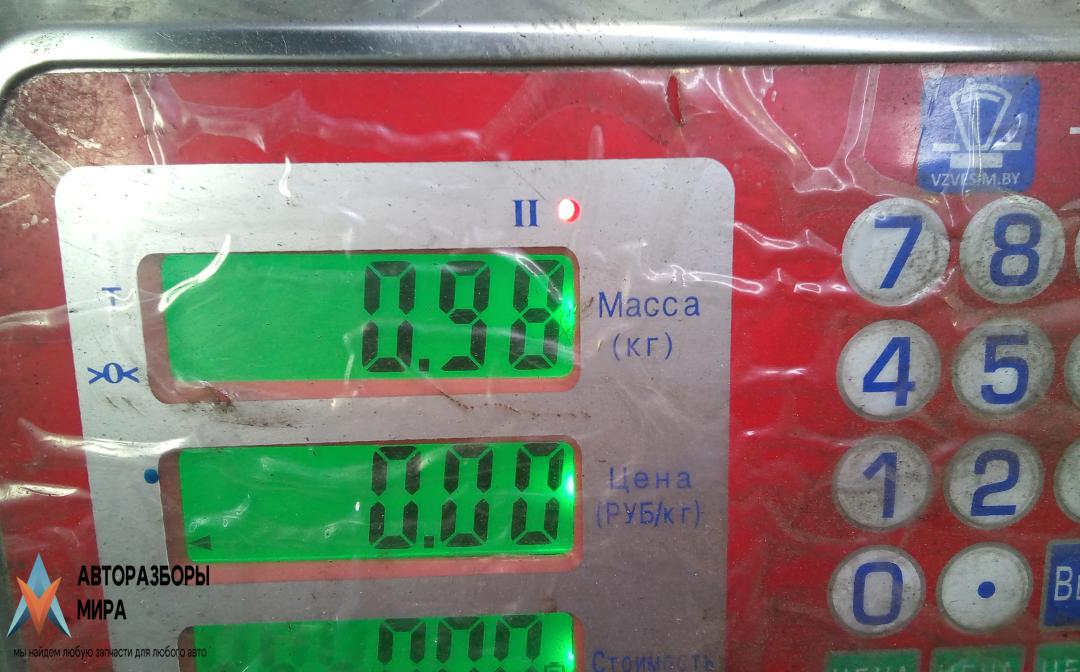 VZVESIM.BY
II
7
8
0.98
Масса
(кг)
>0<
4
5
0.00
Цена
(РУБ/кг)
1
2
0
.
АВТОРАЗБОРЫ
МИРА
мы найдем любую запчасти для любого авто
Стоимость